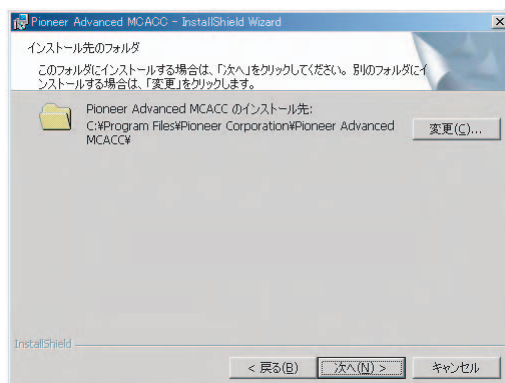 Pioneer Advanced MCACC - InstallShield Wizard
インストール先のフォルダ
このフォルダにインストールする場合は、「次へ」をクリックしてください。別のフォルダにイ
ンストールする場合は、「変更」をクリックします。
Pioneer Advanced MCACC のインストール先:
C:¥Program Files¥Pioneer Corporation¥Pioneer Advanced
MCACC¥
変更(C)...
InstallShield
< 戻る(B)
次へ(N) >
キャンセル